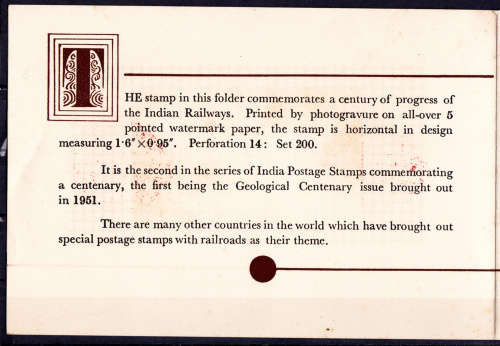 THE stamp in this folder commemorates a century of progress of
the Indian Railways. Printed by photogravure on all-over 5
pointed watermark paper, the stamp is horizontal in design
measuring 1·6"×0·95". Perforation 14: Set 200.
It is the second in the series of India Postage Stamps commemorating
a centenary, the first being the Geological Centenary issue brought out
in 1951.
There are many other countries in the world which have brought out
special postage stamps with railroads as their theme.